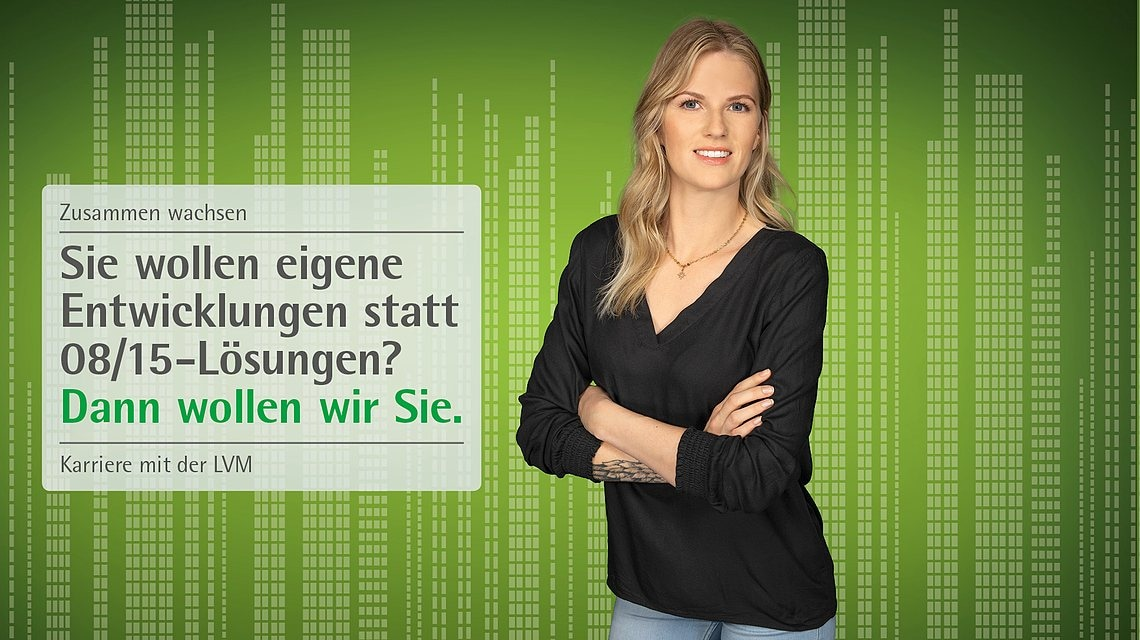 Zusammen wachsen
Sie wollen eigene
Entwicklungen statt
08/15-Lösungen?
Dann wollen wir Sie.
Karriere mit der LVM